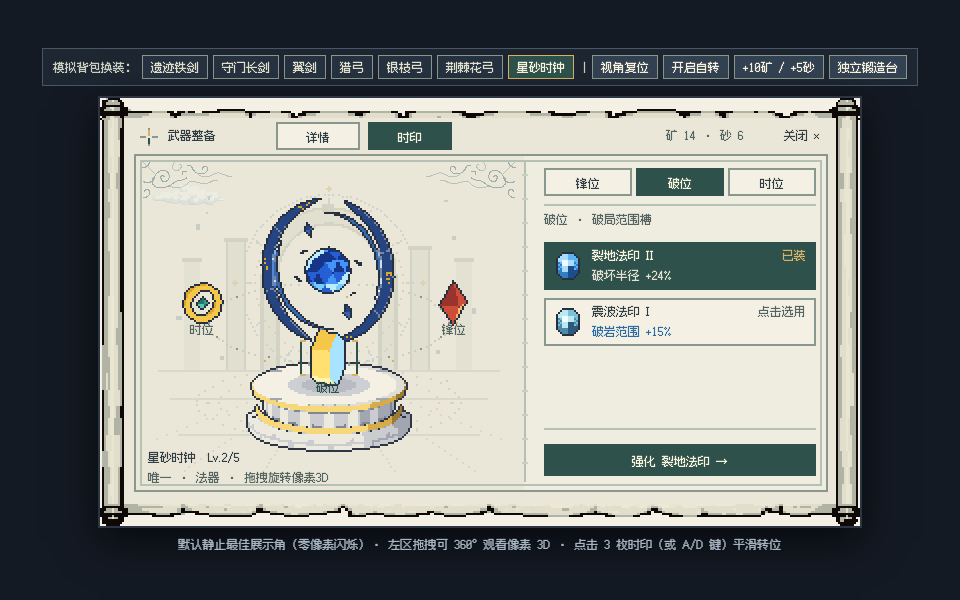 模拟背包换装: 遗迹铁剑 守门长剑 翼剑 猎弓 银枝弓 荆棘花弓 星砂时钟 | 视角复位 开启自转 +10矿 / +5砂 独立锻造台
武器整备 详情 时印 矿 14 · 砂 6 关闭 ×
锋位 破位 时位
破位 · 破局范围槽
裂地法印 II 已装
破坏半径 +24%
震波法印 I 点击选用
破岩范围 +15%
时位
锋位
破位
强化 裂地法印 →
星砂时钟 Lv.2/5
唯一 · 法器 · 拖拽旋转像素3D
默认静止最佳展示角 (零像素闪烁) · 左区拖拽可 360° 观看像素 3D · 点击 3 枚时印 (或 A/D 键) 平滑转位